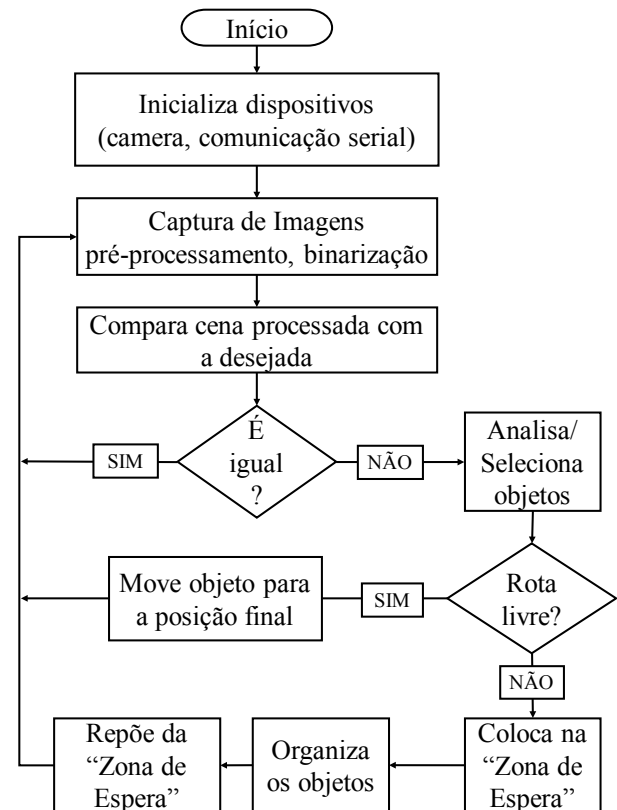 Início
Inicializa dispositivos
(camera, comunicação serial)
Captura de Imagens
pré-processamento, binarização
Compara cena processada com
a desejada
É
igual
?
SIM
NÃO
Analisa/
Seleciona
objetos
Rota
livre?
SIM
Move objeto para
a posição final
NÃO
Coloca na
“Zona de
Espera”
Organiza
os objetos
Repõe da
“Zona de
Espera”